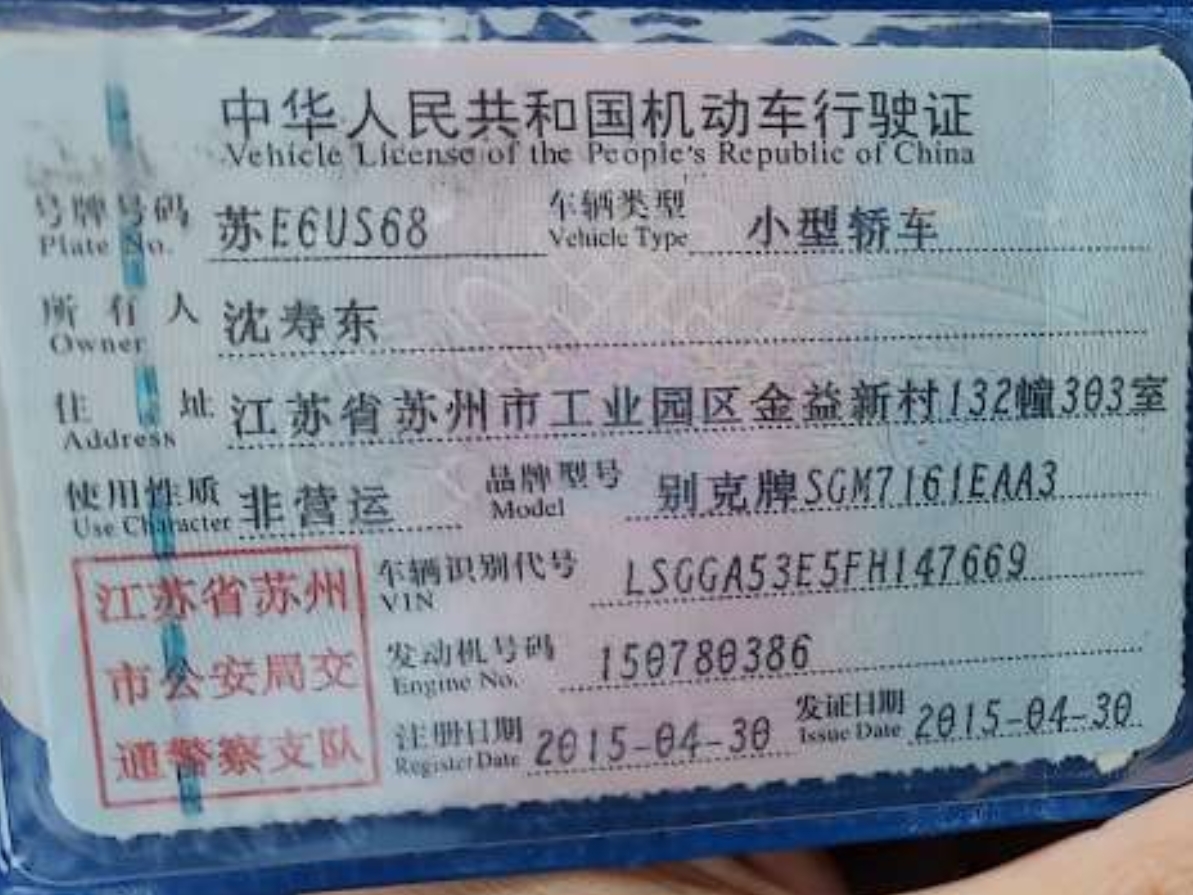 中华人民共和国机动车行驶证
Vehicle License of the People's Republic of China
号牌号码 苏E6US68 车辆类型 小型轿车
Plate No. Vehicle Type
所有人 沈寿东
Owner
住址 江苏省苏州市工业园区金益新村132幢303室
Address
使用性质 非营运 品牌型号 别克牌SGM7161EAA3
Use Character Model
车辆识别代号 LSGGA53E5FH147669
VIN
发动机号码 150780386
Engine No.
注册日期 2015-04-30 发证日期 2015-04-30
Register Date Issue Date
江苏省苏州
市公安局交
通警察支队